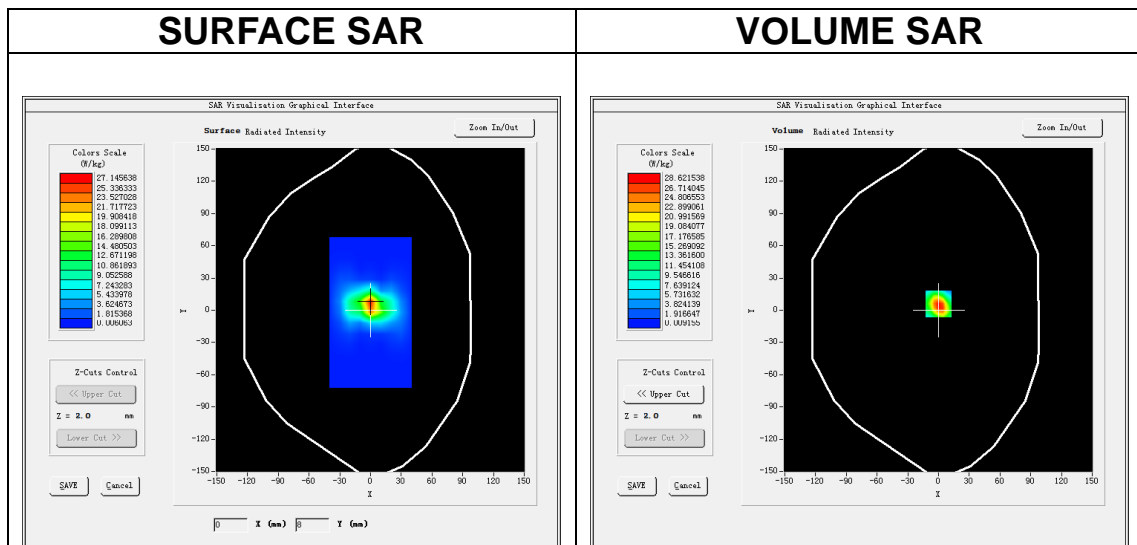 SURFACE SAR
VOLUME SAR
SAR Visualisation Graphical Interface
Surface Radiated Intensity
Zoom In/Out
Colors Scale
(W/kg)
27.145638
25.336333
23.527028
21.717723
19.908418
18.099113
16.289808
14.480503
12.671198
10.861893
9.052588
7.243283
5.433978
3.624673
1.815368
0.006063
Z-Cuts Control
<< Upper Cut
Z = 2.0 mm
Lower Cut >>
SAVE
Cancel
150
120
90
60
30
0
-30
-60
-90
-120
-150
Y
-150 -120 -90 -60 -30 0 30 60 90 120 150
X
0 X (mm) 8 Y (mm)
SAR Visualisation Graphical Interface
Volume Radiated Intensity
Zoom In/Out
Colors Scale
(W/kg)
28.621538
26.714045
24.806553
22.899061
20.991569
19.084077
17.176585
15.269092
13.361600
11.454108
9.546616
7.639124
5.731632
3.824139
1.916647
0.009155
Z-Cuts Control
<< Upper Cut
Z = 2.0 mm
Lower Cut >>
SAVE
Cancel
150
120
90
60
30
0
-30
-60
-90
-120
-150
Y
-150 -120 -90 -60 -30 0 30 60 90 120 150
X